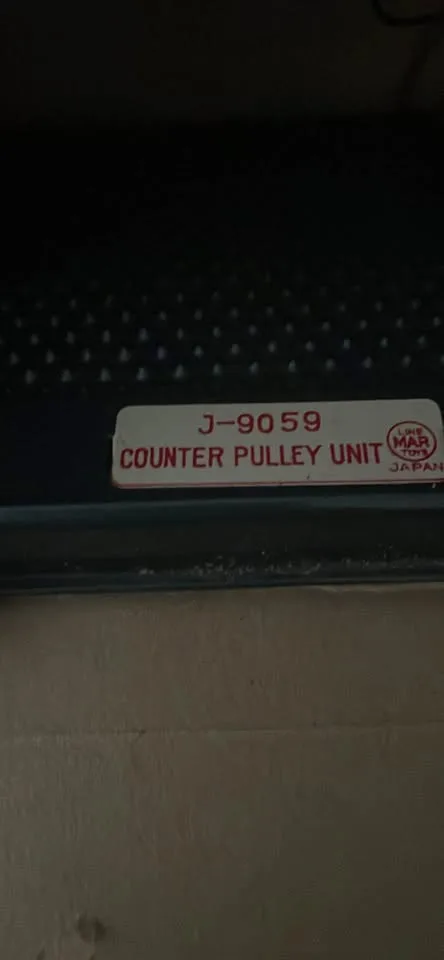 J-9059
COUNTER PULLEY UNIT
LINE
MAR
TOYS
JAPAN